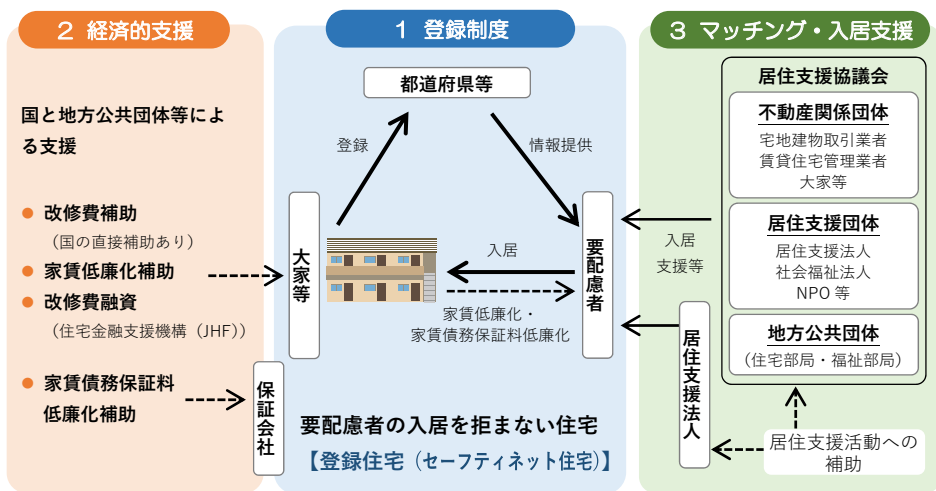 2 経済的支援
国と地方公共団体等によ
る支援
● 改修費補助
（国の直接補助あり）
● 家賃低廉化補助
● 改修費融資
（住宅金融支援機構（JHF））
● 家賃債務保証料
低廉化補助
1 登録制度
都道府県等
登録
情報提供
大家等
入居
家賃低廉化・
家賃債務保証料低廉化
要配慮者
保証会社
要配慮者の入居を拒まない住宅
【登録住宅（セーフティネット住宅）】
3 マッチング・入居支援
居住支援協議会
不動産関係団体
宅地建物取引業者
賃貸住宅管理業者
大家等
居住支援団体
居住支援法人
社会福祉法人
NPO 等
地方公共団体
（住宅部局・福祉部局）
入居
支援等
居住支援法人
居住支援活動への
補助